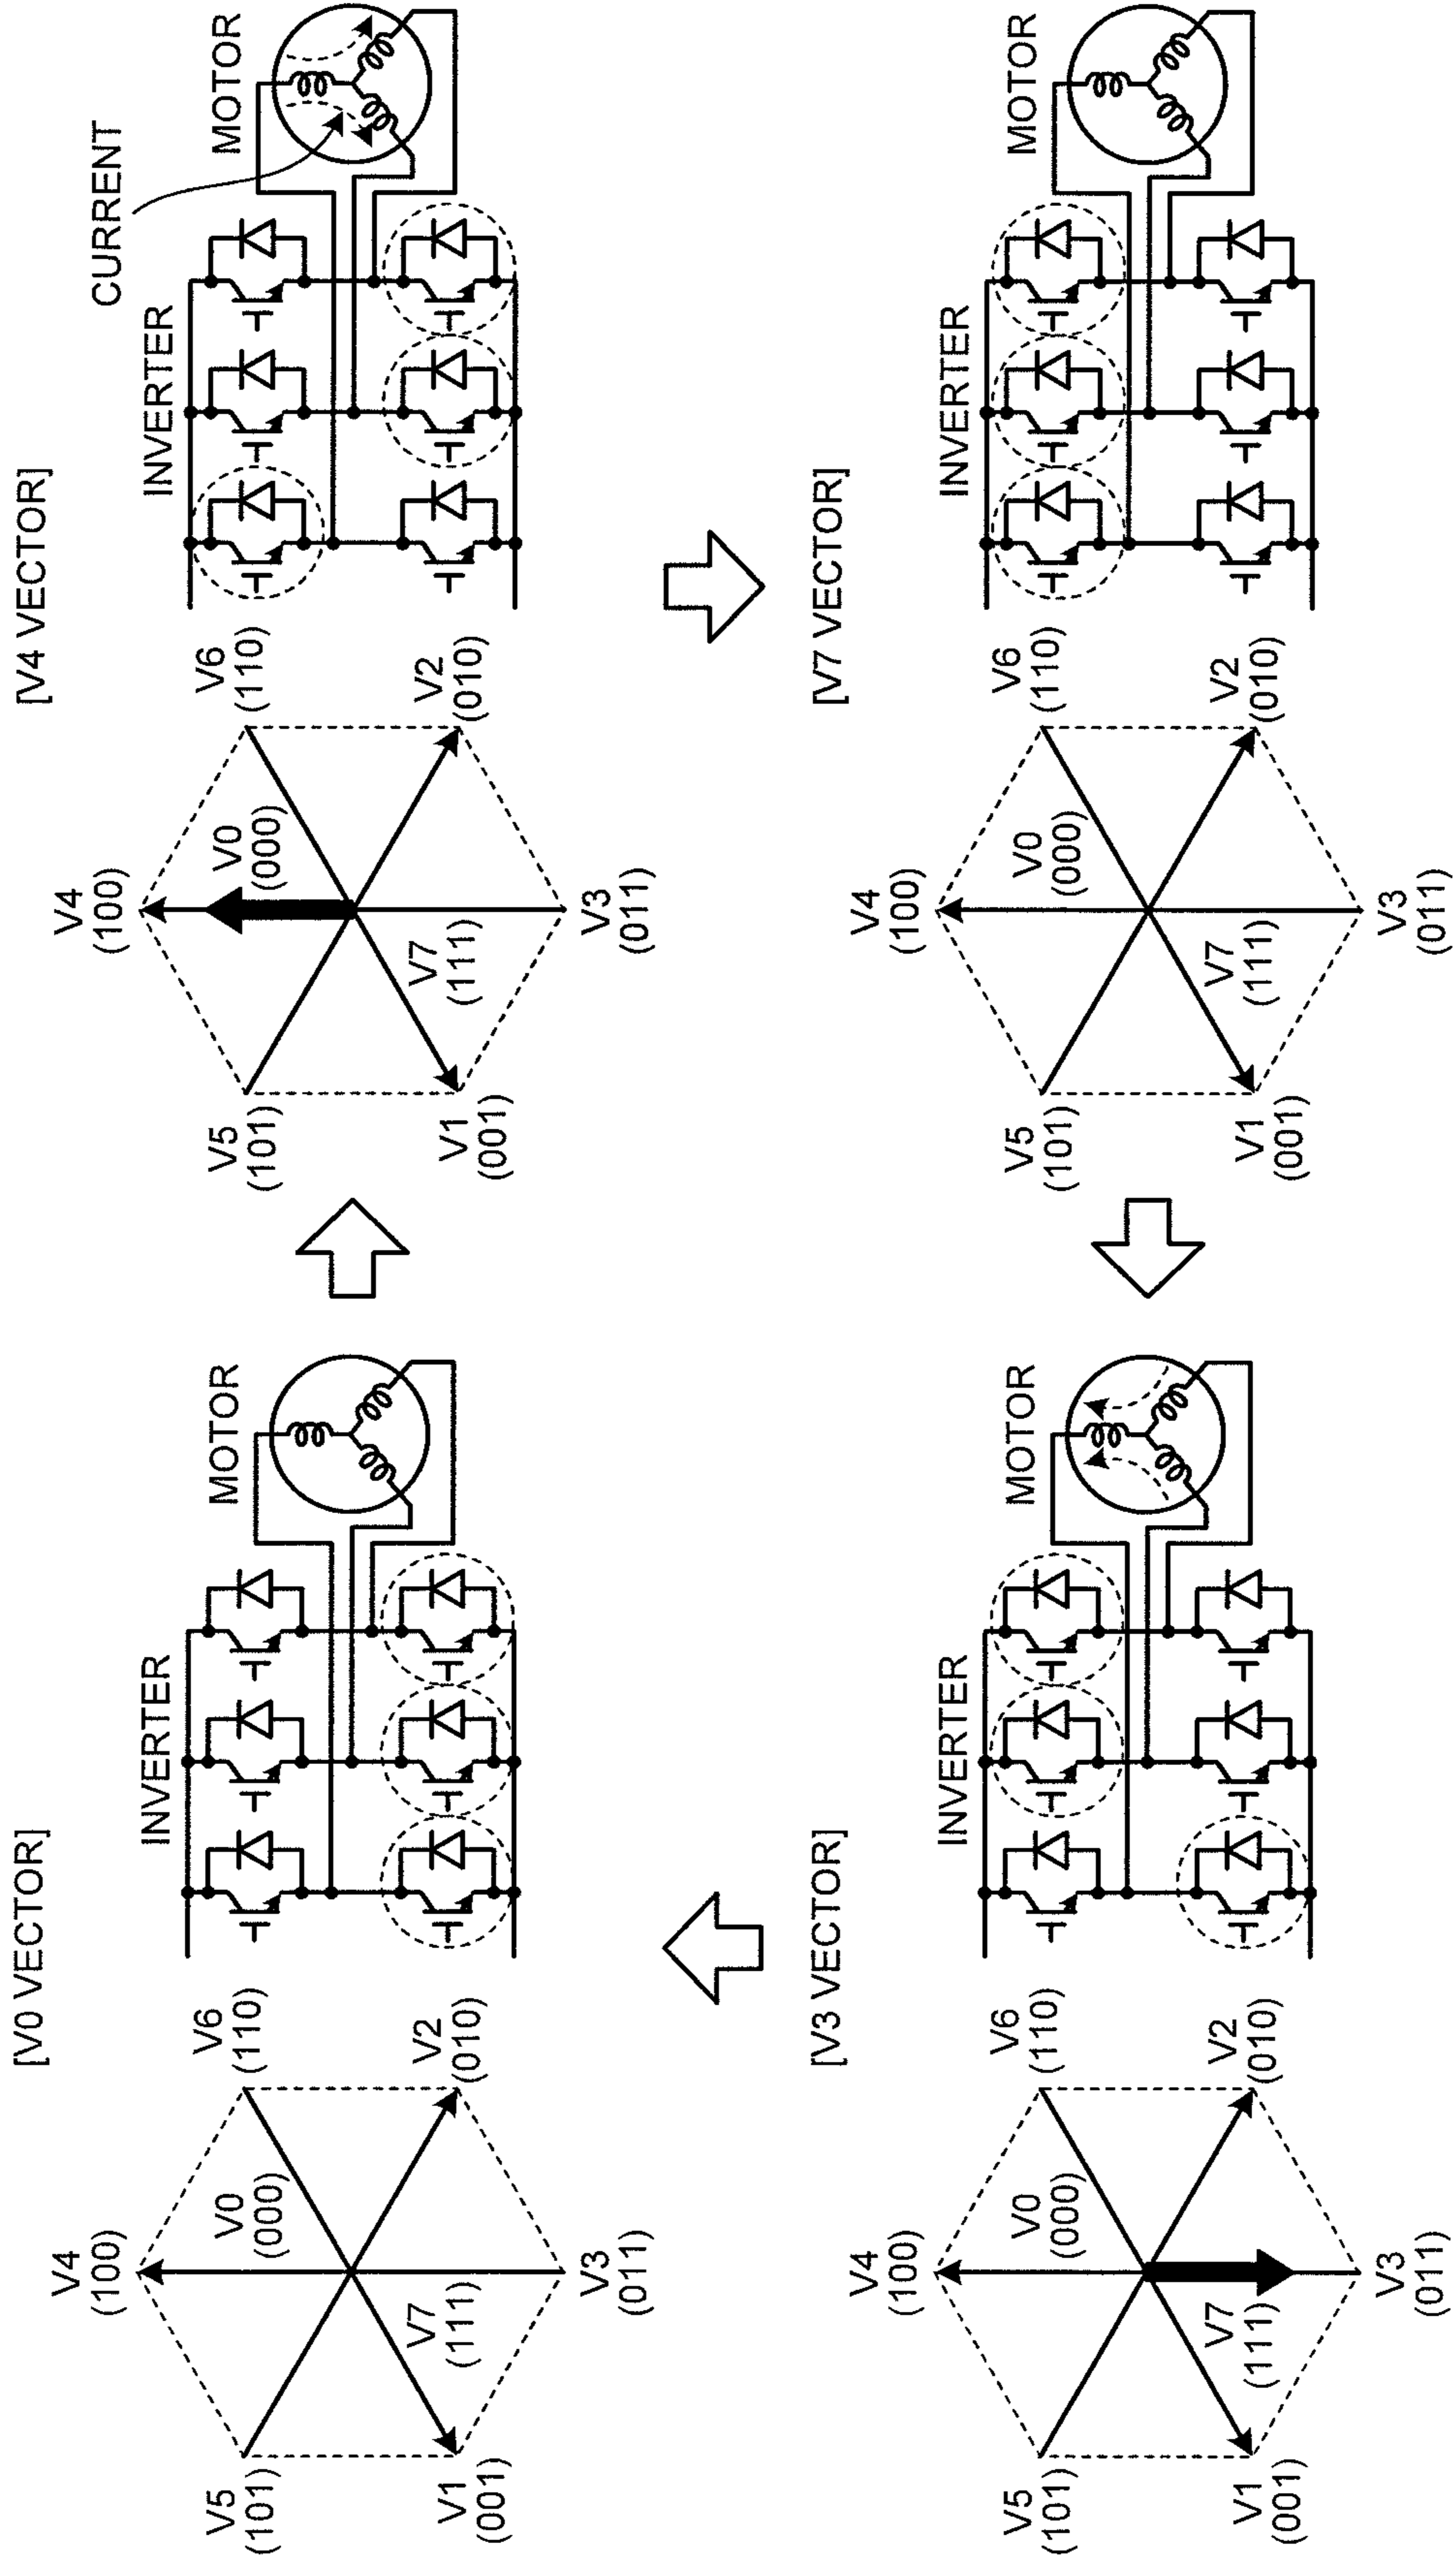 [V0 VECTOR]
V4
(100)
V5
(101)
V6
(110)
V0
(000)
V7
(111)
V1
(001)
V2
(010)
V3
(011)
INVERTER
MOTOR
[V4 VECTOR]
V4
(100)
V5
(101)
V6
(110)
V0
(000)
V7
(111)
V1
(001)
V2
(010)
V3
(011)
INVERTER
CURRENT
MOTOR
[V3 VECTOR]
V4
(100)
V5
(101)
V6
(110)
V0
(000)
V7
(111)
V1
(001)
V2
(010)
V3
(011)
INVERTER
MOTOR
[V7 VECTOR]
V4
(100)
V5
(101)
V6
(110)
V0
(000)
V7
(111)
V1
(001)
V2
(010)
V3
(011)
INVERTER
MOTOR